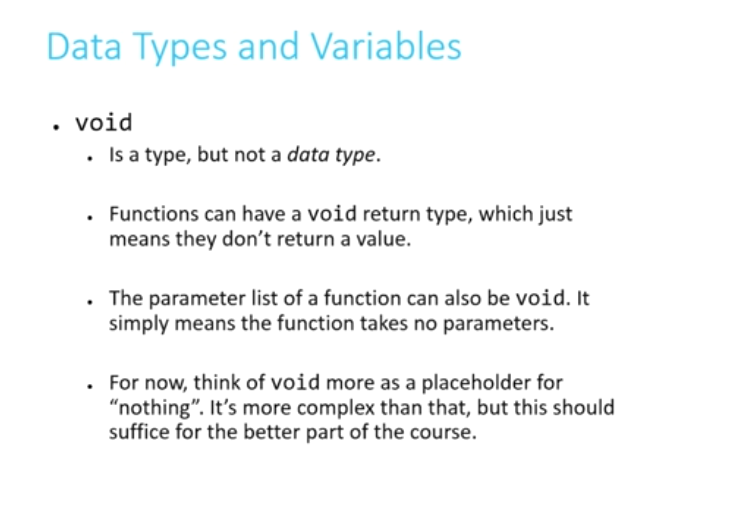 Data Types and Variables
• void
• Is a type, but not a data type.
• Functions can have a void return type, which just
means they don’t return a value.
• The parameter list of a function can also be void. It
simply means the function takes no parameters.
• For now, think of void more as a placeholder for
“nothing”. It’s more complex than that, but this should
suffice for the better part of the course.